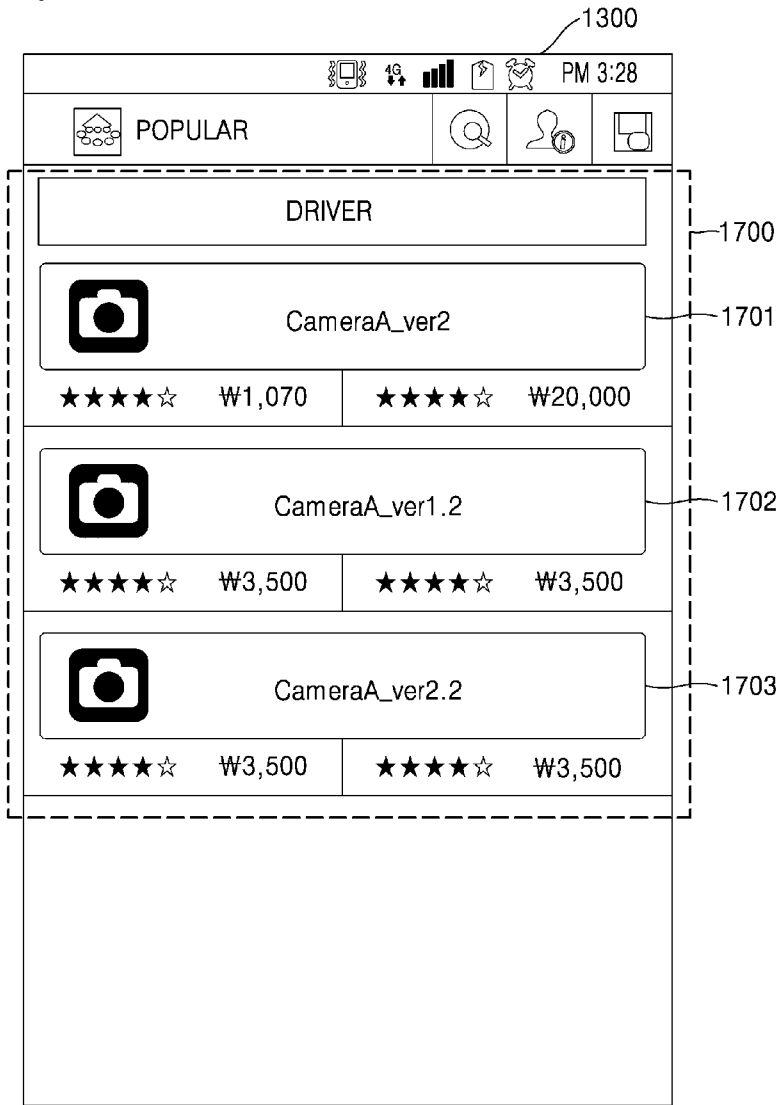 1300
4G PM 3:28
POPULAR
DRIVER
1700
CameraA_ver2
1701
★★★★☆ ₩1,070 ★★★★☆ ₩20,000
CameraA_ver1.2
1702
★★★★☆ ₩3,500 ★★★★☆ ₩3,500
CameraA_ver2.2
1703
★★★★☆ ₩3,500 ★★★★☆ ₩3,500